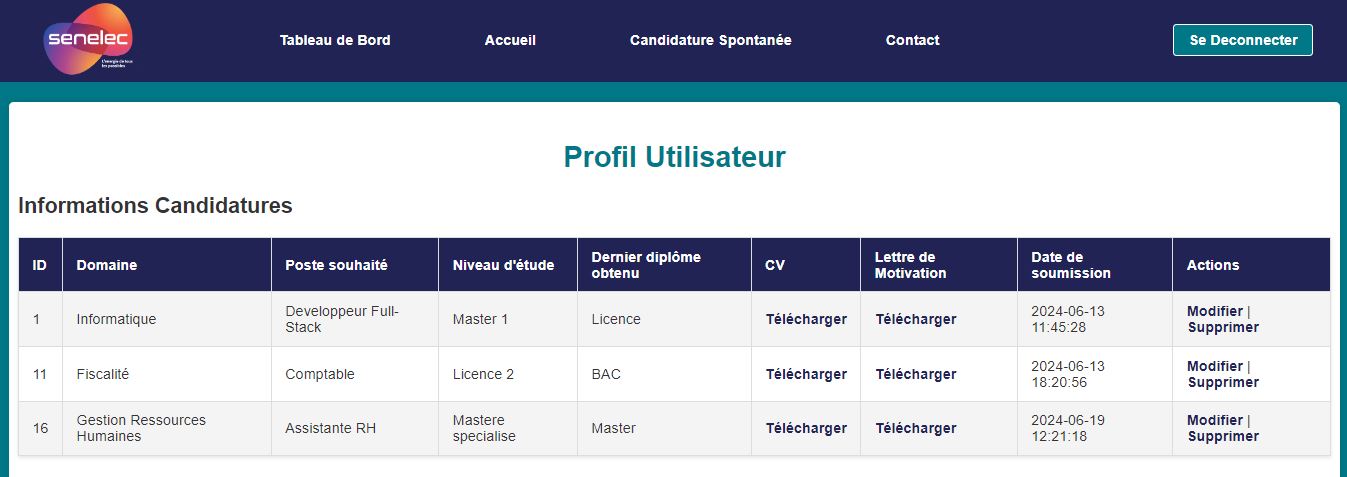 senelec
L'énergie de tous
les possibles
Tableau de Bord
Accueil
Candidature Spontanée
Contact
Se Deconnecter
Profil Utilisateur
Informations Candidatures
ID
Domaine
Poste souhaité
Niveau d'étude
Dernier diplôme
obtenu
CV
Lettre de
Motivation
Date de
soumission
Actions
1
Informatique
Developpeur Full-
Stack
Master 1
Licence
Télécharger
Télécharger
2024-06-13
11:45:28
Modifier |
Supprimer
11
Fiscalité
Comptable
Licence 2
BAC
Télécharger
Télécharger
2024-06-13
18:20:56
Modifier |
Supprimer
16
Gestion Ressources
Humaines
Assistante RH
Mastere
specialise
Master
Télécharger
Télécharger
2024-06-19
12:21:18
Modifier |
Supprimer